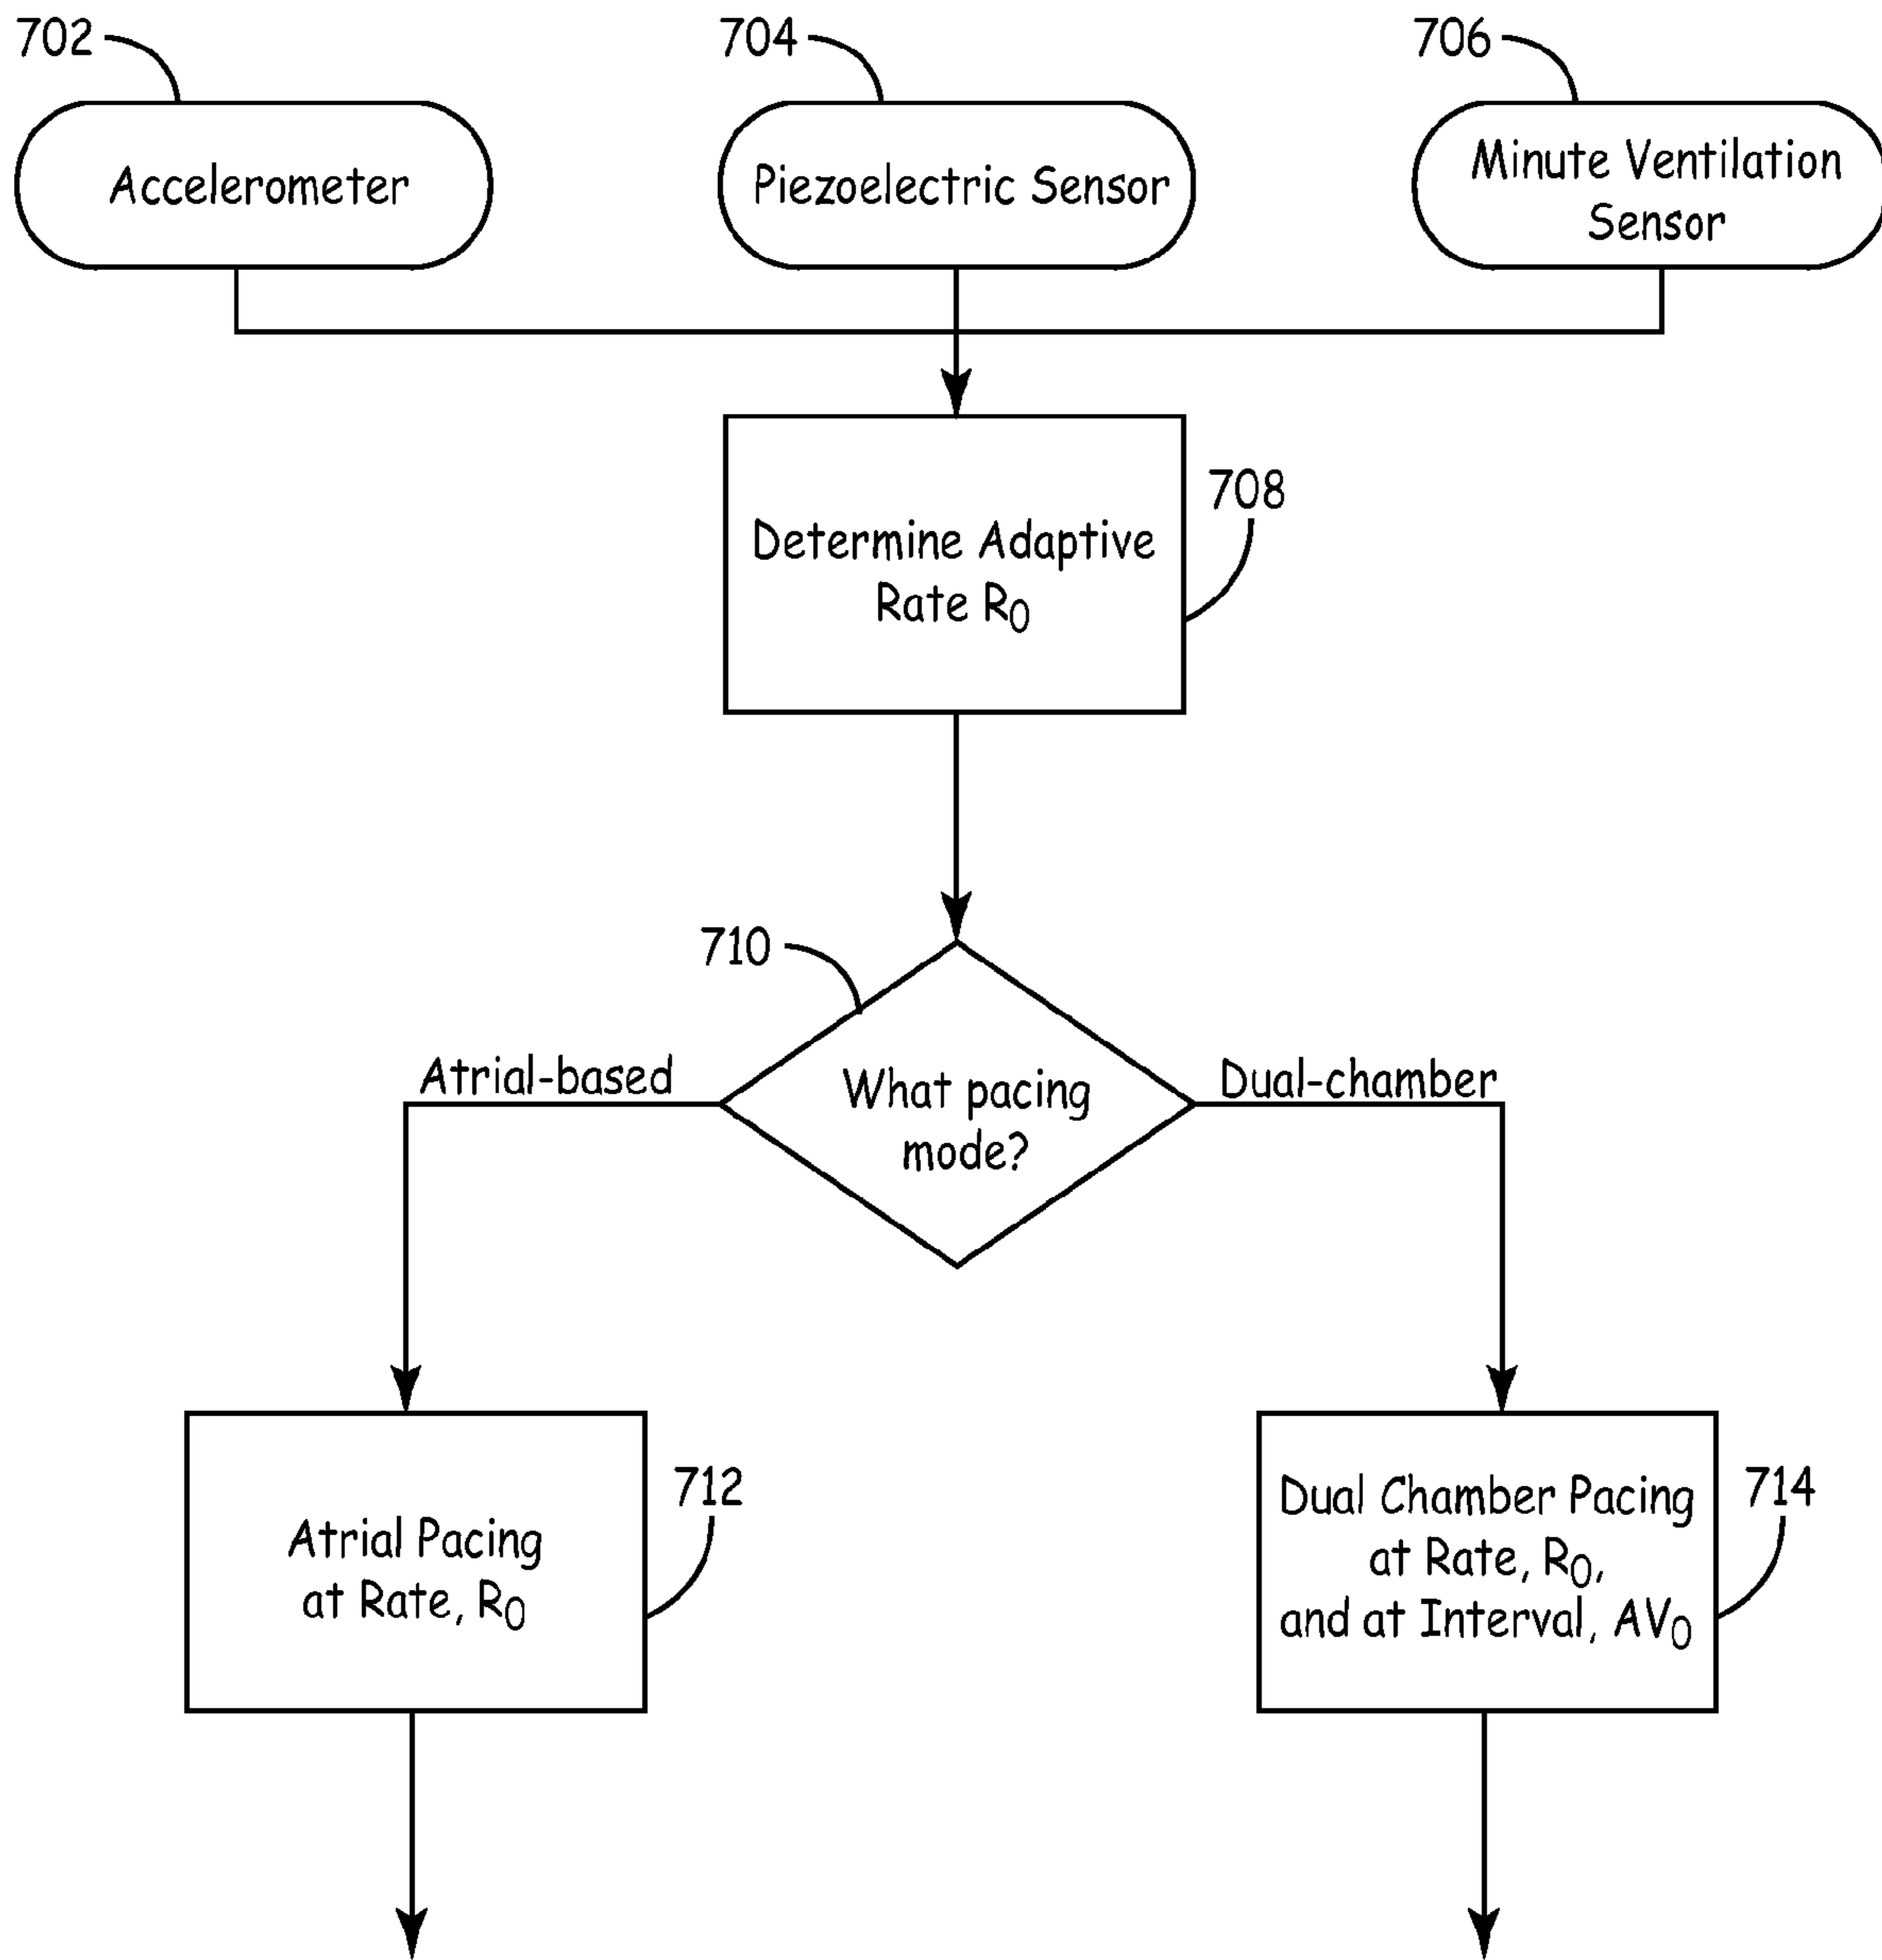 702
704
706
Accelerometer
Piezoelectric Sensor
Minute Ventilation
Sensor
708
Determine Adaptive
Rate R0
710
Atrial-based
What pacing
mode?
Dual-chamber
712
Atrial Pacing
at Rate, R0
714
Dual Chamber Pacing
at Rate, R0,
and at Interval, AV0